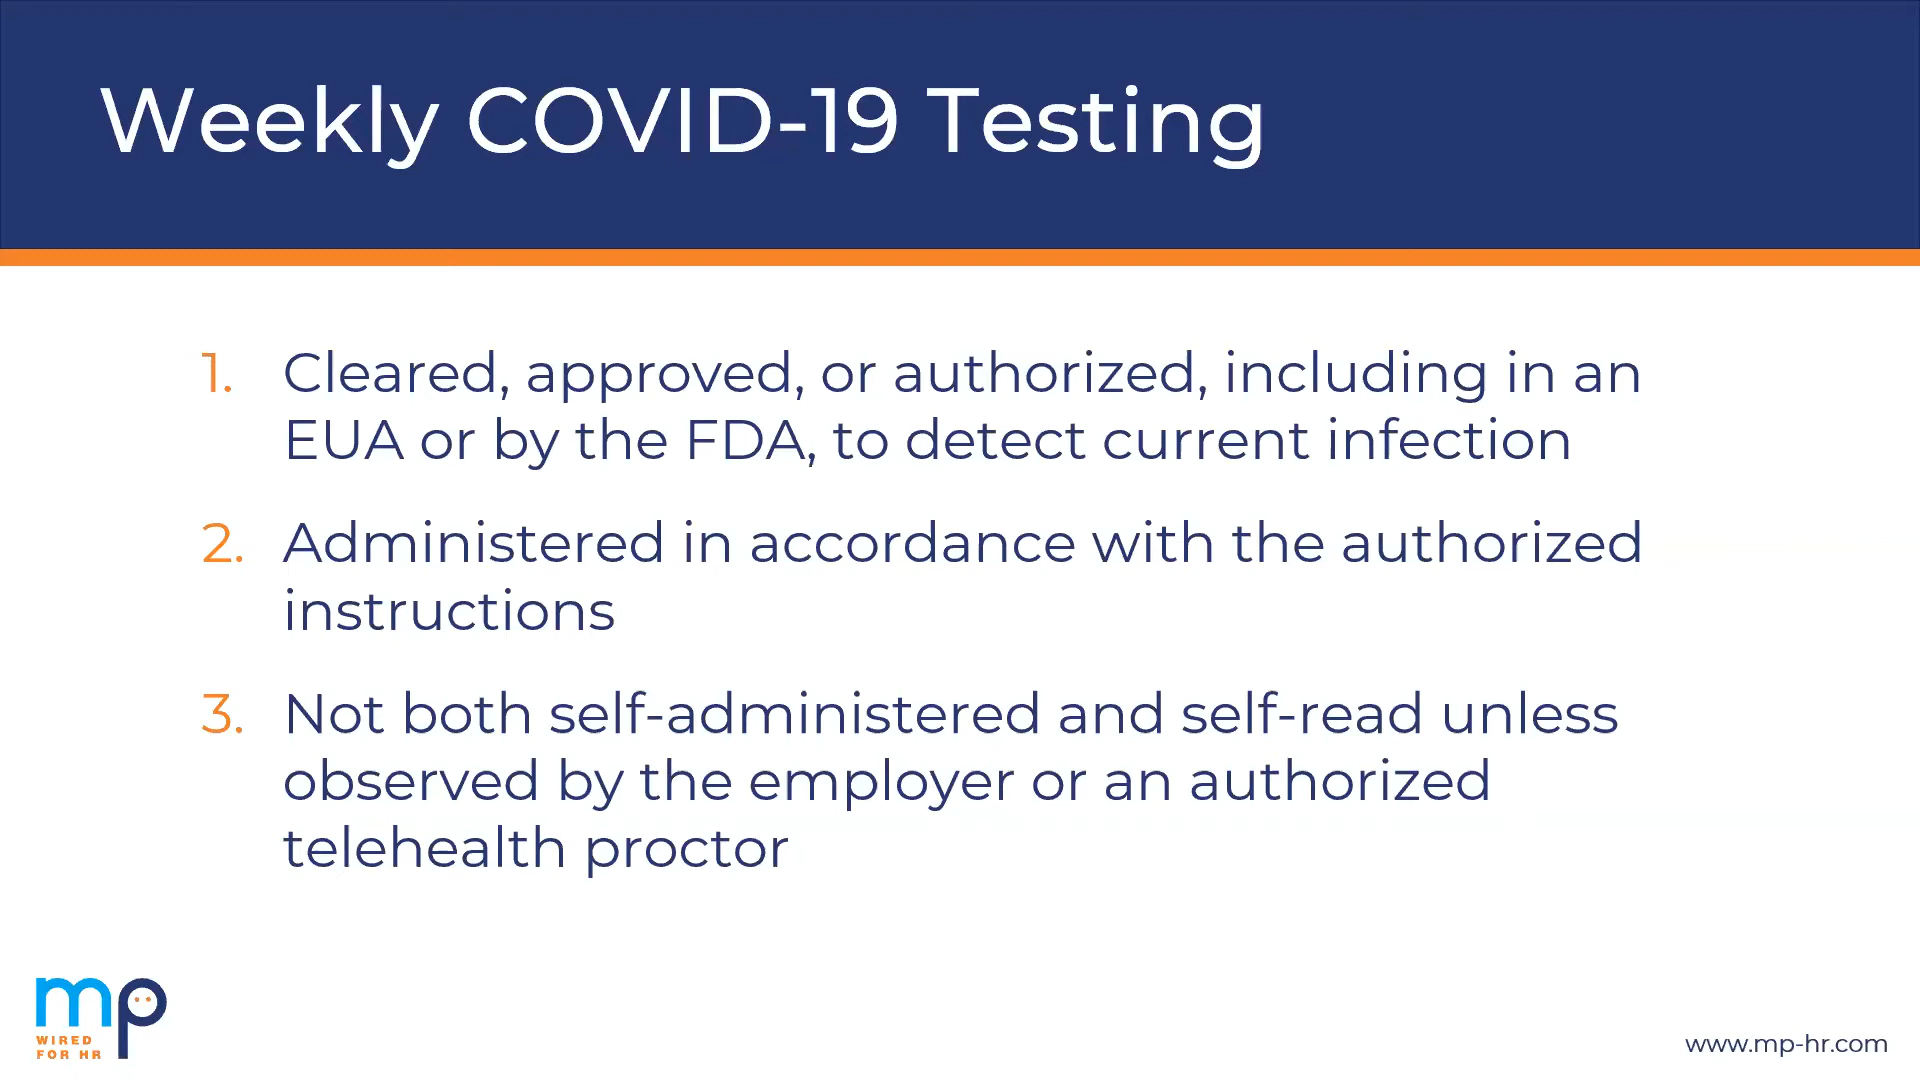 Weekly COVID-19 Testing
1. Cleared, approved, or authorized, including in an
EUA or by the FDA, to detect current infection
2. Administered in accordance with the authorized
instructions
3. Not both self-administered and self-read unless
observed by the employer or an authorized
telehealth proctor
mp
WIRED
FOR HR
www.mp-hr.com